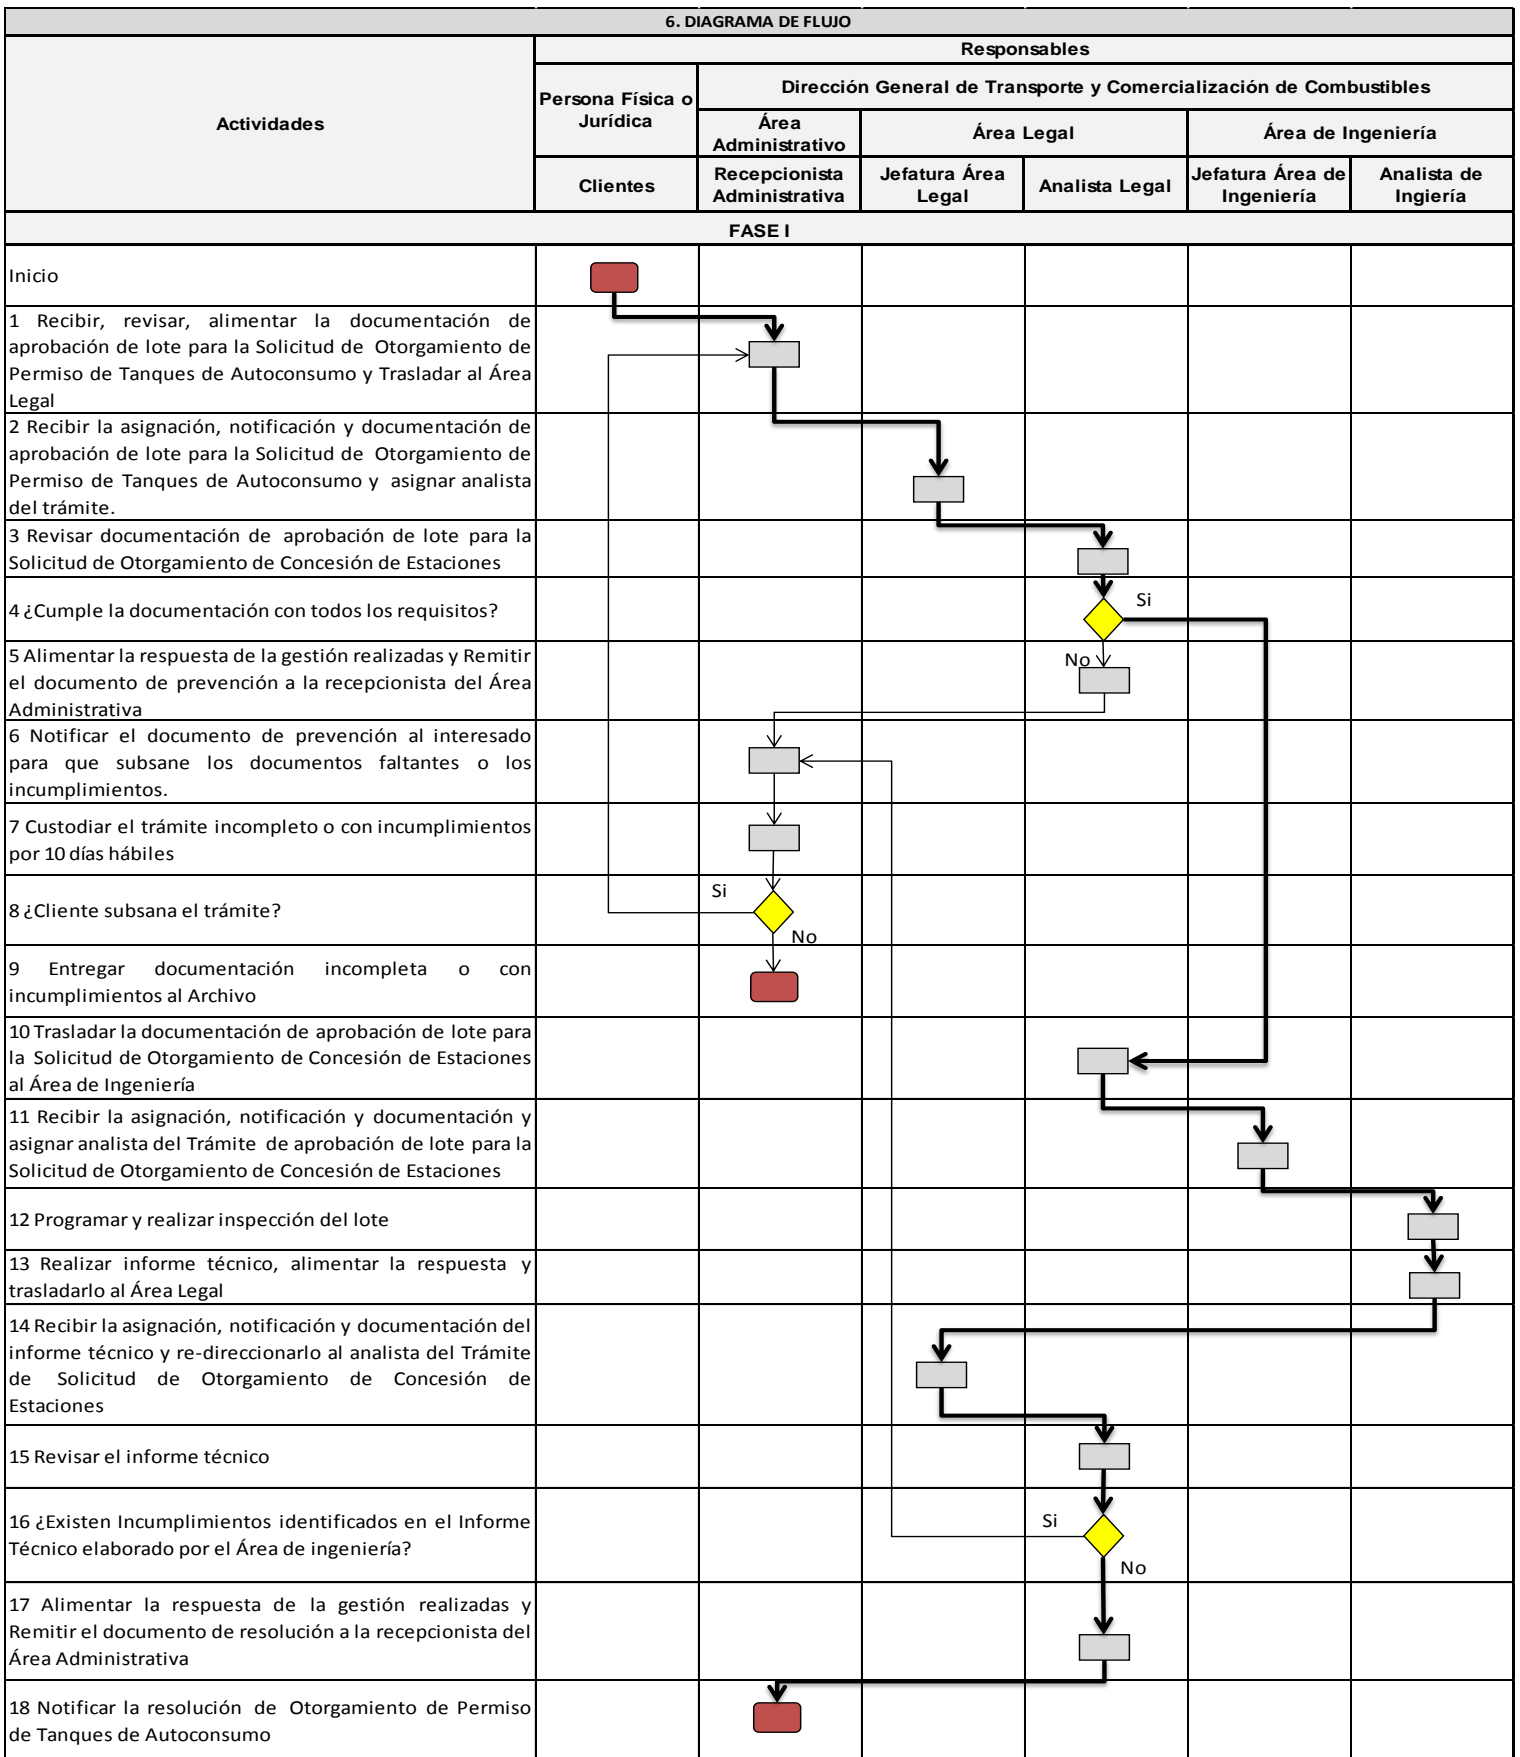 6. DIAGRAMA DE FLUJO
Actividades
Responsables
Persona Física o
Jurídica
Dirección General de Transporte y Comercialización de Combustibles
Área
Administrativo
Área Legal
Área de Ingeniería
Clientes
Recepcionista
Administrativa
Jefatura Área
Legal
Analista Legal
Jefatura Área de
Ingeniería
Analista de
Ingiería
FASE I
Inicio
1 Recibir, revisar, alimentar la documentación de
aprobación de lote para la Solicitud de Otorgamiento de
Permiso de Tanques de Autoconsumo y Trasladar al Área
Legal
2 Recibir la asignación, notificación y documentación de
aprobación de lote para la Solicitud de Otorgamiento de
Permiso de Tanques de Autoconsumo y asignar analista
del trámite.
3 Revisar documentación de aprobación de lote para la
Solicitud de Otorgamiento de Concesión de Estaciones
4 ¿Cumple la documentación con todos los requisitos?
Si
5 Alimentar la respuesta de la gestión realizadas y Remitir
el documento de prevención a la recepcionista del Área
Administrativa
No
6 Notificar el documento de prevención al interesado
para que subsane los documentos faltantes o los
incumplimientos.
7 Custodiar el trámite incompleto o con incumplimientos
por 10 días hábiles
8 ¿Cliente subsana el trámite?
Si
No
9 Entregar documentación incompleta o con
incumplimientos al Archivo
10 Trasladar la documentación de aprobación de lote para
la Solicitud de Otorgamiento de Concesión de Estaciones
al Área de Ingeniería
11 Recibir la asignación, notificación y documentación y
asignar analista del Trámite de aprobación de lote para la
Solicitud de Otorgamiento de Concesión de Estaciones
12 Programar y realizar inspección del lote
13 Realizar informe técnico, alimentar la respuesta y
trasladarlo al Área Legal
14 Recibir la asignación, notificación y documentación del
informe técnico y re-direccionarlo al analista del Trámite
de Solicitud de Otorgamiento de Concesión de
Estaciones
15 Revisar el informe técnico
16 ¿Existen Incumplimientos identificados en el Informe
Técnico elaborado por el Área de ingeniería?
Si
No
17 Alimentar la respuesta de la gestión realizadas y
Remitir el documento de resolución a la recepcionista del
Área Administrativa
18 Notificar la resolución de Otorgamiento de Permiso
de Tanques de Autoconsumo